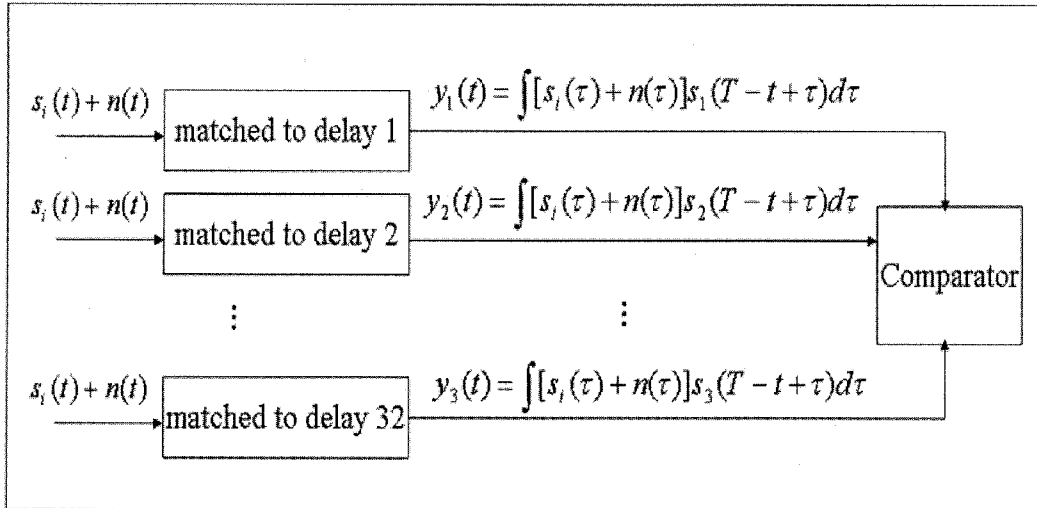 s_i(t) + n(t)
matched to delay 1
y_1(t) = ∫[s_i(τ) + n(τ)]s_1(T − t + τ)dτ
s_i(t) + n(t)
matched to delay 2
y_2(t) = ∫[s_i(τ) + n(τ)]s_2(T − t + τ)dτ
Comparator
⋮ ⋮
s_i(t) + n(t)
matched to delay 32
y_3(t) = ∫[s_i(τ) + n(τ)]s_3(T − t + τ)dτ